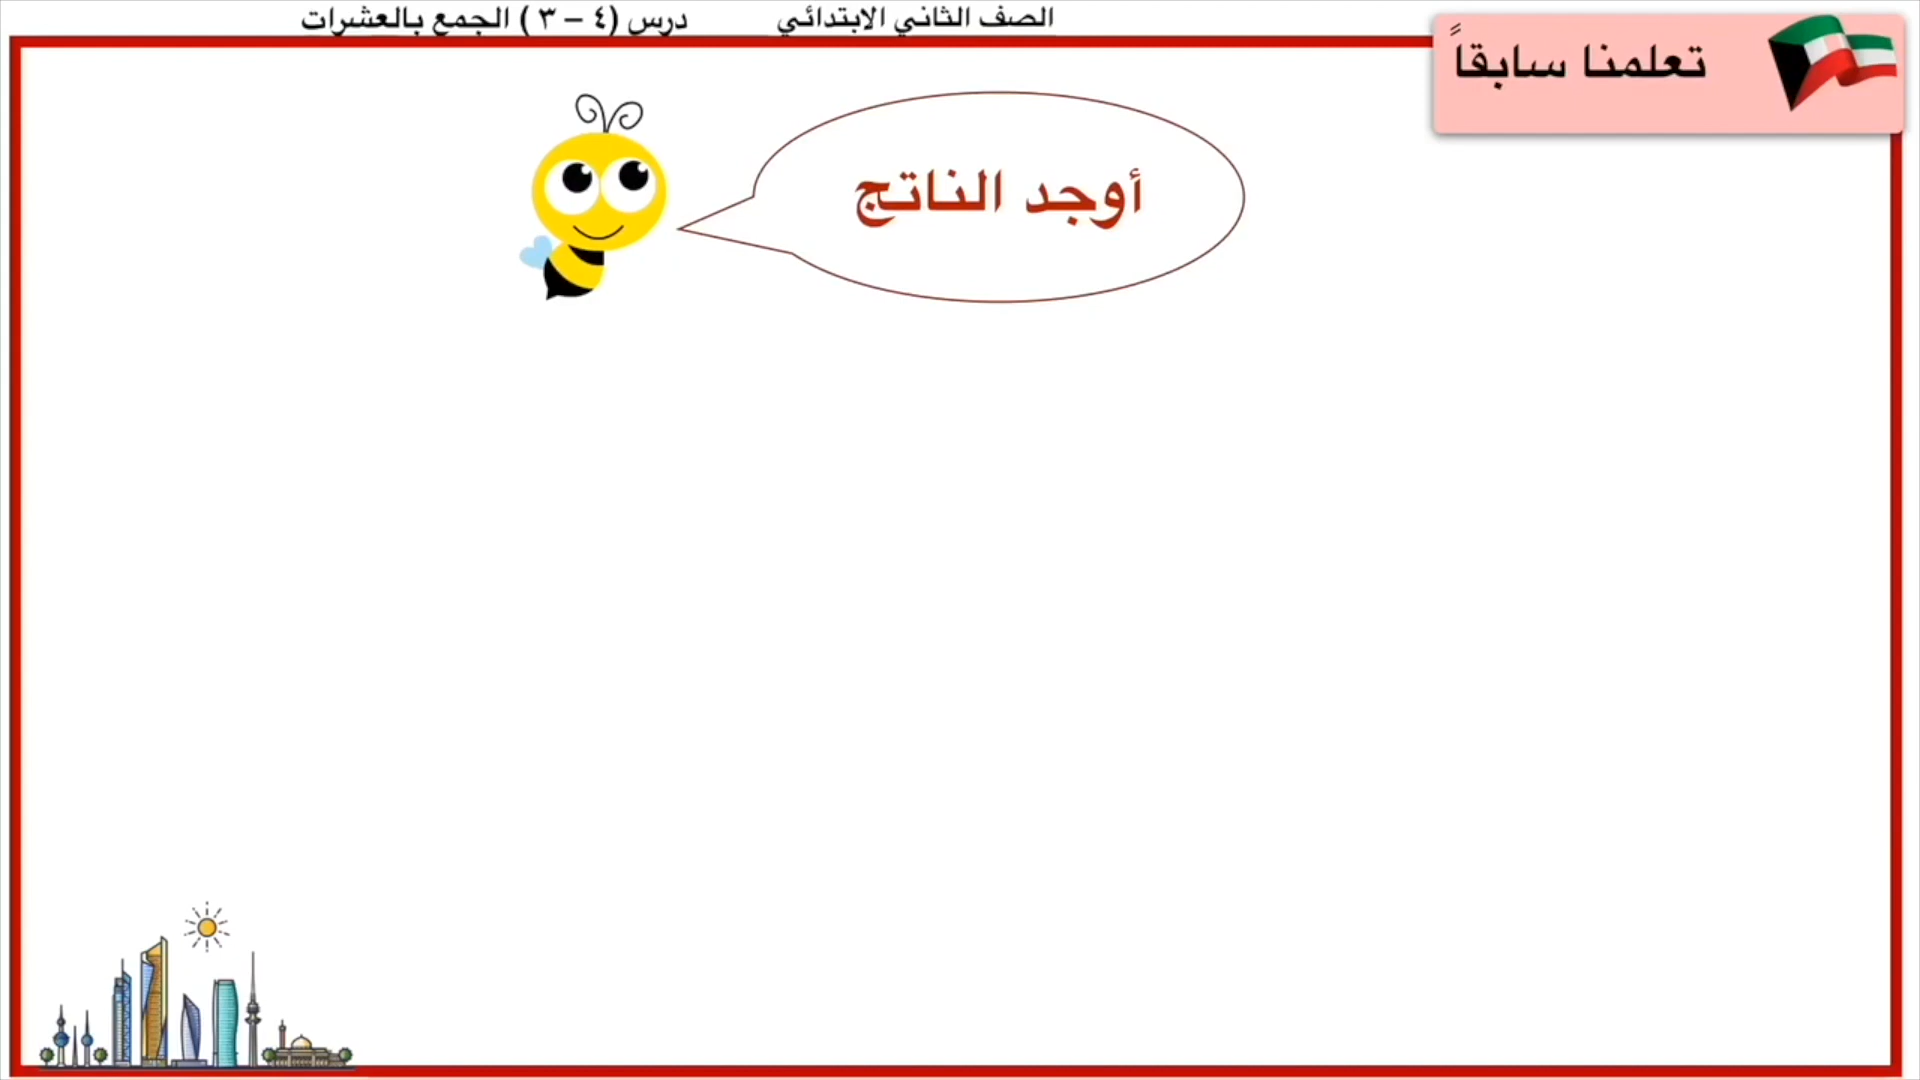 الصف الثاني الابتدائي درس (٤ – ٣ ) الجمع بالعشرات
تعلمنا سابقاً
أوجد الناتج